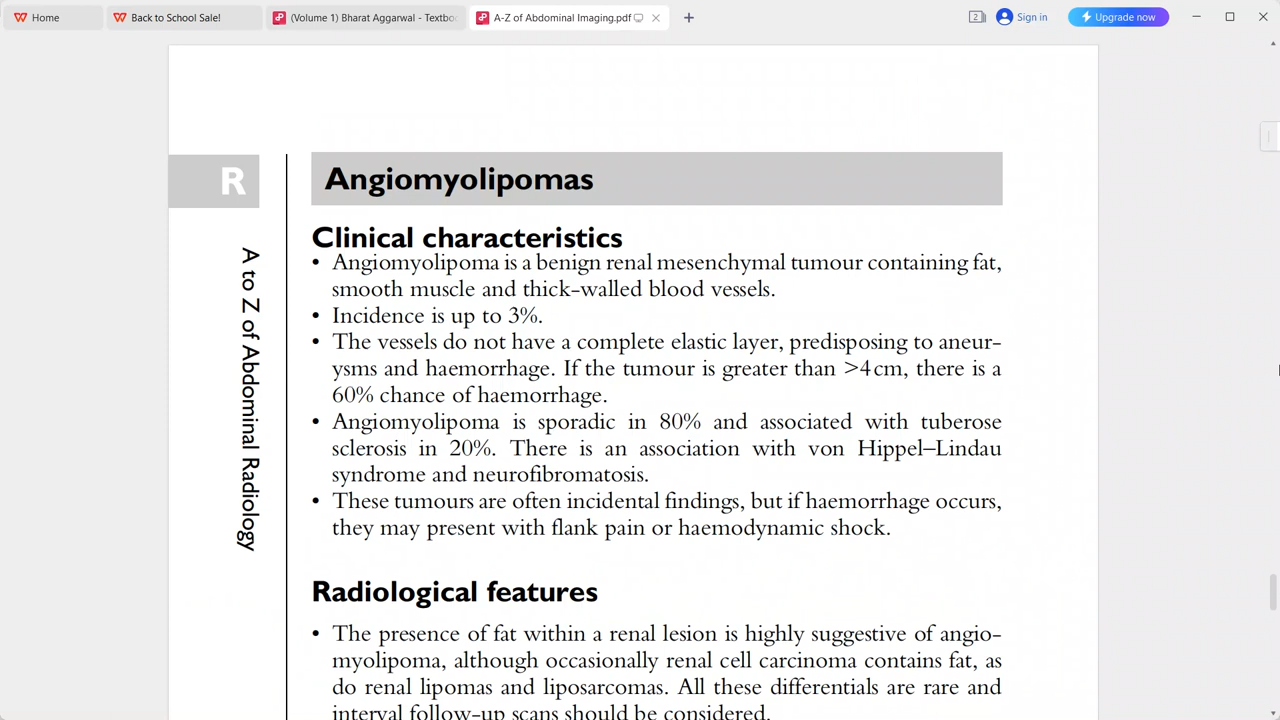 Home
Back to School Sale!
(Volume 1) Bharat Aggarwal - Textbo
A-Z of Abdominal Imaging.pdf
2
Sign in
Upgrade now
R
A to Z of Abdominal Radiology
Angiomyolipomas
Clinical characteristics
• Angiomyolipoma is a benign renal mesenchymal tumour containing fat,
smooth muscle and thick-walled blood vessels.
• Incidence is up to 3%.
• The vessels do not have a complete elastic layer, predisposing to aneur-
ysms and haemorrhage. If the tumour is greater than >4 cm, there is a
60% chance of haemorrhage.
• Angiomyolipoma is sporadic in 80% and associated with tuberose
sclerosis in 20%. There is an association with von Hippel–Lindau
syndrome and neurofibromatosis.
• These tumours are often incidental findings, but if haemorrhage occurs,
they may present with flank pain or haemodynamic shock.
Radiological features
• The presence of fat within a renal lesion is highly suggestive of angio-
myolipoma, although occasionally renal cell carcinoma contains fat, as
do renal lipomas and liposarcomas. All these differentials are rare and
interval follow-up scans should be considered.